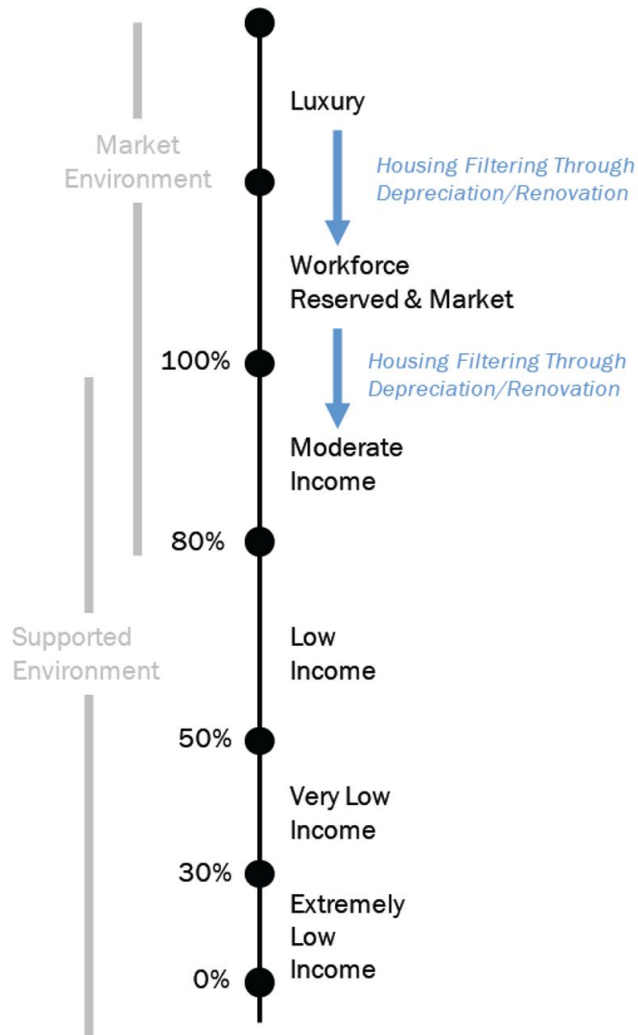 Luxury
Market
Environment
Housing Filtering Through
Depreciation/Renovation
Workforce
Reserved & Market
100%
Housing Filtering Through
Depreciation/Renovation
Moderate
Income
80%
Supported
Environment
Low
Income
50%
Very Low
Income
30%
Extremely
Low
Income
0%